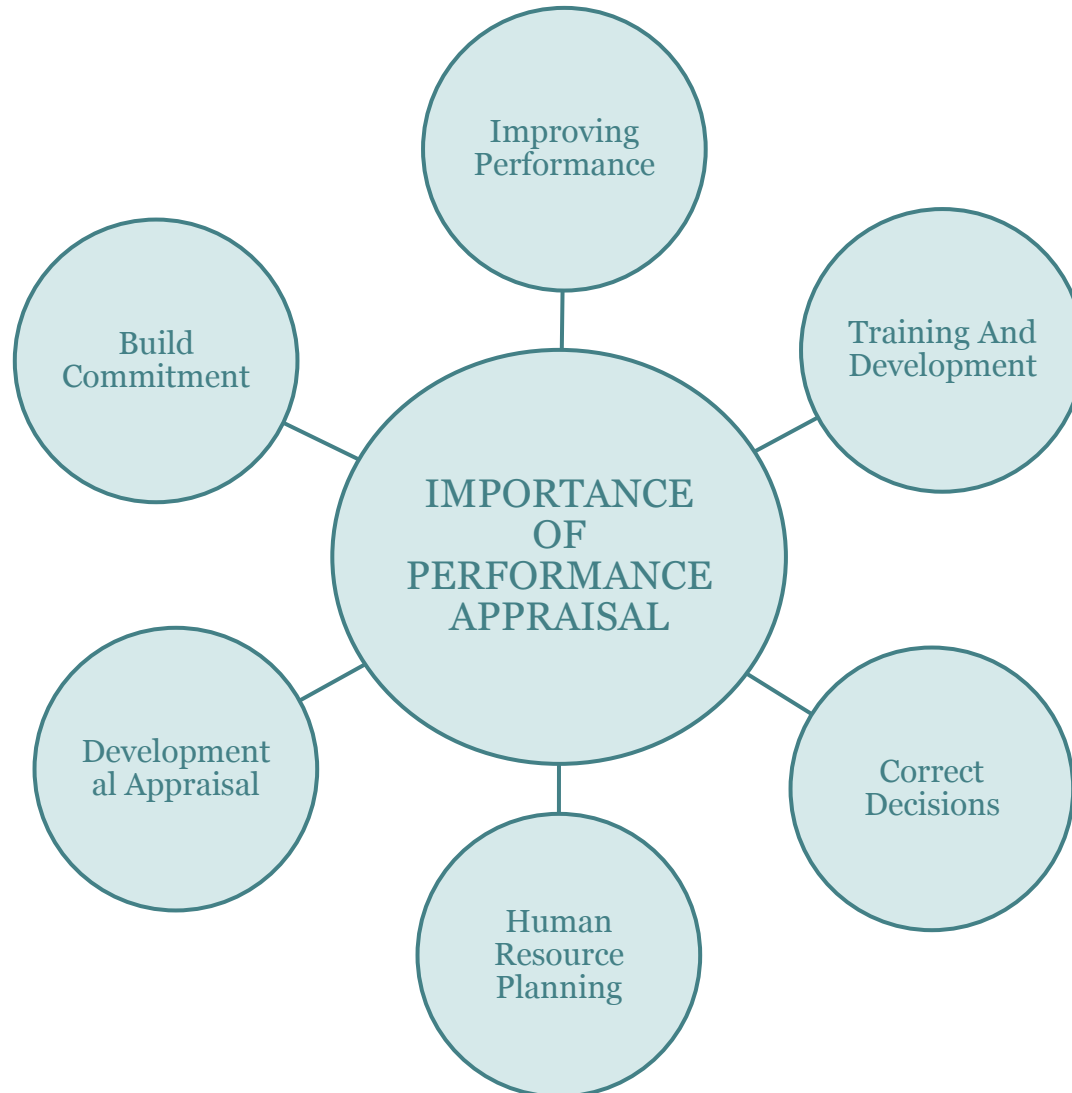 Improving
Performance
Build
Commitment
Training And
Development
IMPORTANCE
OF
PERFORMANCE
APPRAISAL
Development
al Appraisal
Correct
Decisions
Human
Resource
Planning